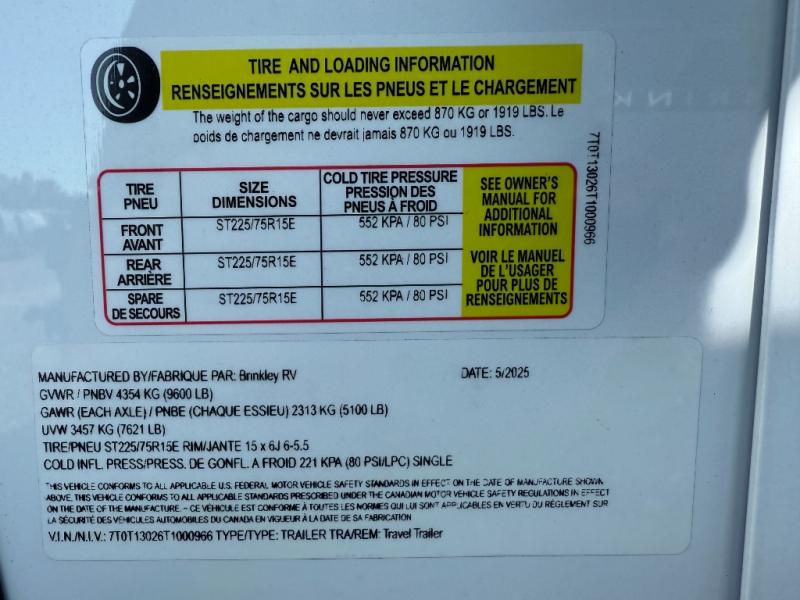 TIRE AND LOADING INFORMATION
RENSEIGNEMENTS SUR LES PNEUS ET LE CHARGEMENT
The weight of the cargo should never exceed 870 KG or 1919 LBS. Le
poids de chargement ne devrait jamais 870 KG ou 1919 LBS.
7T0T13026T1000966
TIRE
PNEU
SIZE
DIMENSIONS
COLD TIRE PRESSURE
PRESSION DES
PNEUS À FROID
FRONT
AVANT
ST225/75R15E
552 KPA / 80 PSI
REAR
ARRIÈRE
ST225/75R15E
552 KPA / 80 PSI
SPARE
DE SECOURS
ST225/75R15E
552 KPA / 80 PSI
SEE OWNER'S
MANUAL FOR
ADDITIONAL
INFORMATION
VOIR LE MANUEL
DE L'USAGER
POUR PLUS DE
RENSEIGNEMENTS
MANUFACTURED BY/FABRIQUE PAR: Brinkley RV DATE: 5/2025
GVWR / PNBV 4354 KG (9600 LB)
GAWR (EACH AXLE) / PNBE (CHAQUE ESSIEU) 2313 KG (5100 LB)
UVW 3457 KG (7621 LB)
TIRE/PNEU ST225/75R15E RIM/JANTE 15 x 6J 6-5.5
COLD INFL. PRESS/PRESS. DE GONFL. A FROID 221 KPA (80 PSI/LPC) SINGLE
THIS VEHICLE CONFORMS TO ALL APPLICABLE U.S. FEDERAL MOTOR VEHICLE SAFETY STANDARDS IN EFFECT ON THE DATE OF MANUFACTURE SHOWN
ABOVE. THIS VEHICLE CONFORMS TO ALL APPLICABLE STANDARDS PRESCRIBED UNDER THE CANADIAN MOTOR VEHICLE SAFETY REGULATIONS IN EFFECT
ON THE DATE OF THE MANUFACTURE. - CE VÉHICULE EST CONFORME À TOUTES LES NORMES QUI LUI SONT APPLICABLES EN VERTU DU RÉGLEMENT SUR
LA SÉCURITÉ DES VEHICULES AUTOMOBILES DU CANADA EN VIGUEUR À LA DATE DE SA FABRICATION
V.I.N./N.I.V.: 7T0T13026T1000966 TYPE/TYPE: TRAILER TRA/REM: Travel Trailer